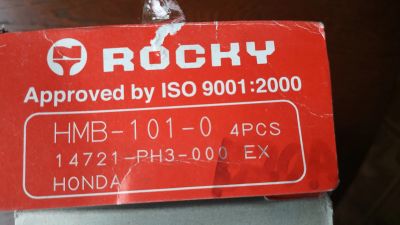 ROCKY
Approved by ISO 9001:2000
HMB-101-0 4PCS
14721-PH3-000 EX
HONDA